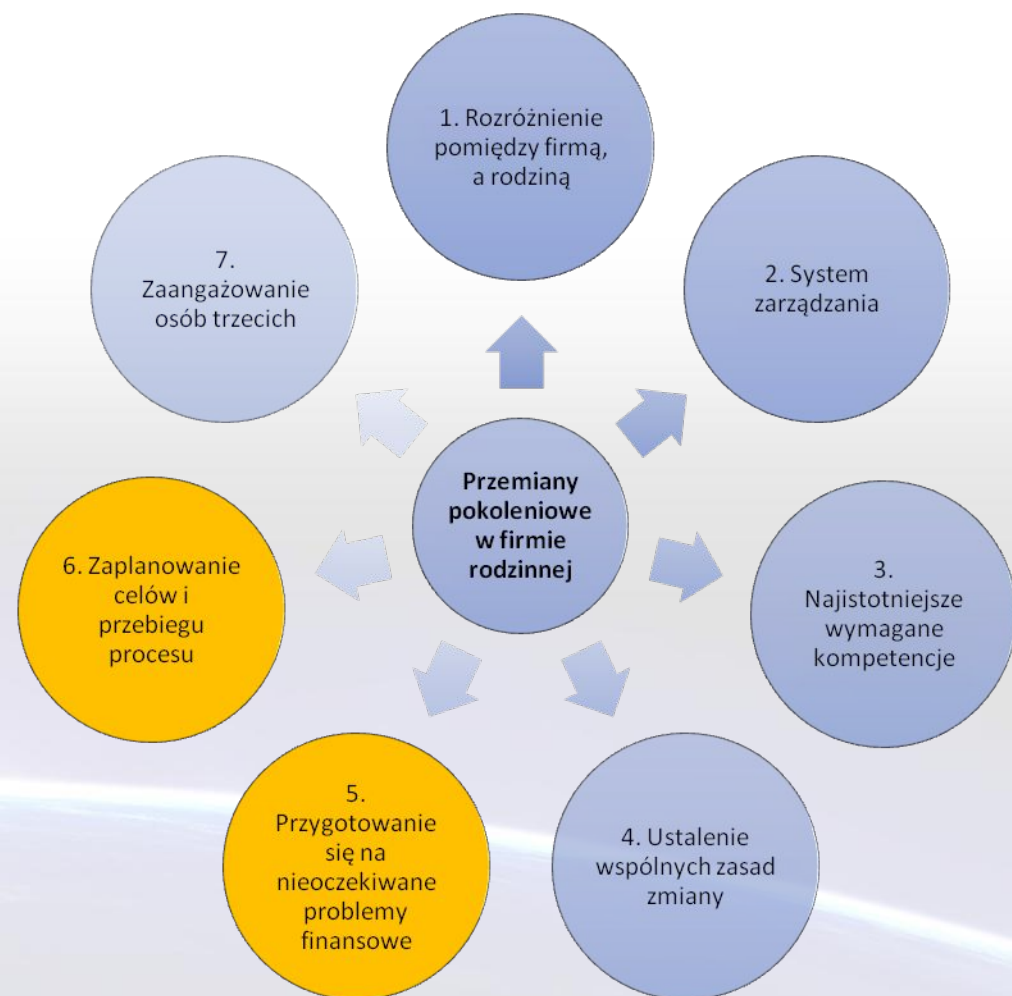 1. Rozróżnienie
pomiędzy firmą,
a rodziną
2. System
zarządzania
3.
Najistotniejsze
wymagane
kompetencje
4. Ustalenie
wspólnych zasad
zmiany
5.
Przygotowanie
się na
nieoczekiwane
problemy
finansowe
6. Zaplanowanie
celów i
przebiegu
procesu
7.
Zaangażowanie
osób trzecich
Przemiany
pokoleniowe
w firmie
rodzinnej